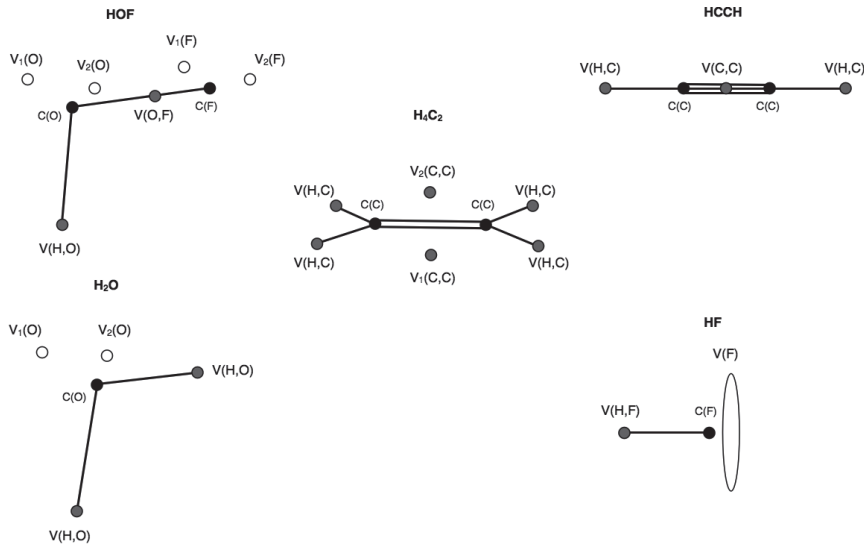 HOF
V₁(O)
V₂(O)
V₁(F)
V₂(F)
C(O)
V(O,F)
C(F)
V(H,O)
HCCH
V(H,C)
V(C,C)
V(H,C)
C(C)
C(C)
H₄C₂
V₂(C,C)
V(H,C)
C(C)
C(C)
V(H,C)
V(H,C)
V₁(C,C)
V(H,C)
H₂O
V₁(O)
V₂(O)
C(O)
V(H,O)
V(H,O)
HF
V(F)
V(H,F)
C(F)